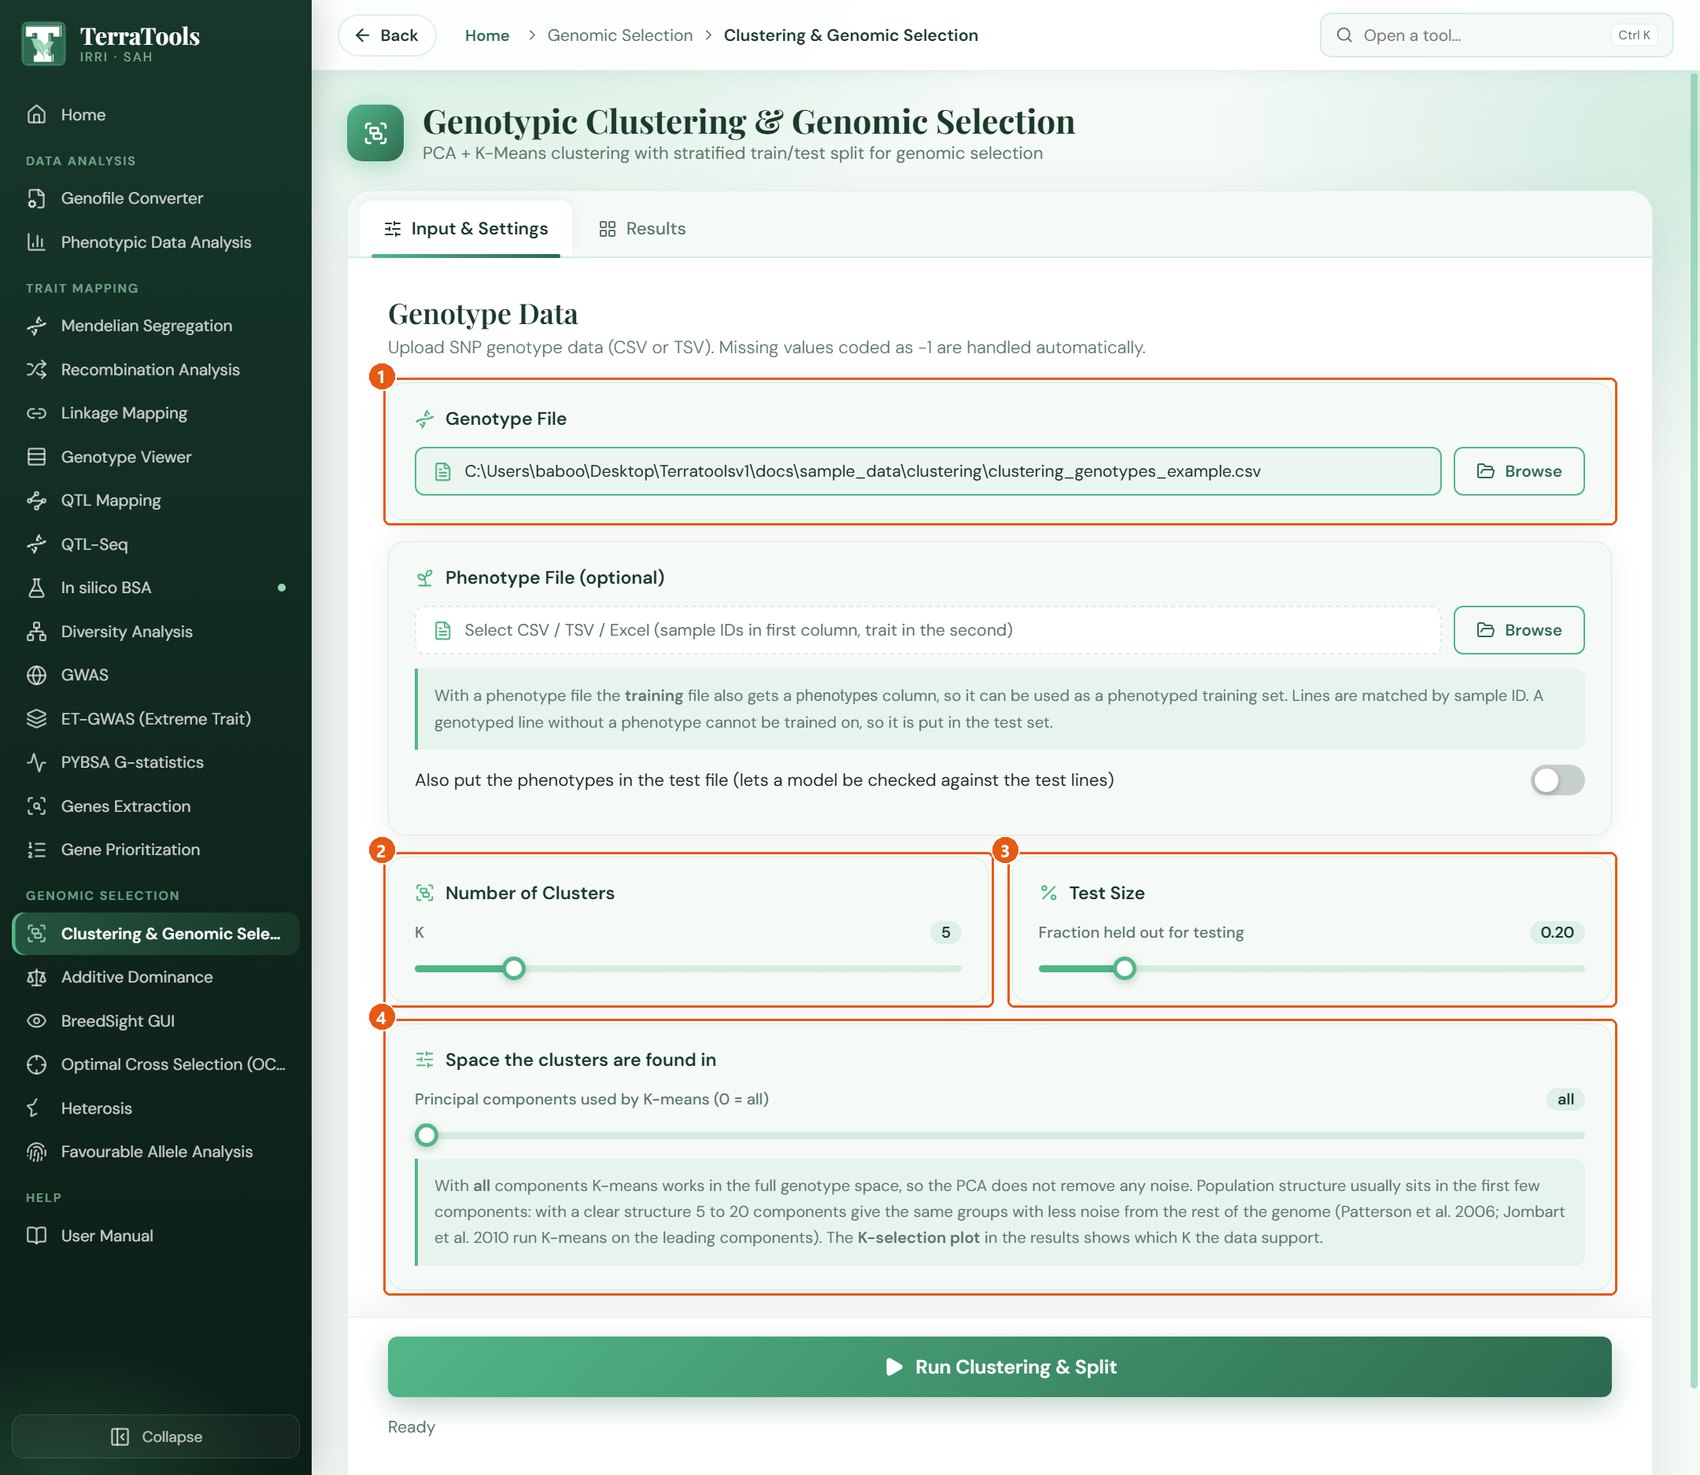 TerraTools
IRRI · SAH
Back
Home > Genomic Selection > Clustering & Genomic Selection
Open a tool...
Ctrl K
Home
DATA ANALYSIS
Genofile Converter
Phenotypic Data Analysis
TRAIT MAPPING
Mendelian Segregation
Recombination Analysis
Linkage Mapping
Genotype Viewer
QTL Mapping
QTL-Seq
In silico BSA
Diversity Analysis
GWAS
ET-GWAS (Extreme Trait)
PYBSA G-statistics
Genes Extraction
Gene Prioritization
GENOMIC SELECTION
Clustering & Genomic Sele...
Additive Dominance
BreedSight GUI
Optimal Cross Selection (OC...
Heterosis
Favourable Allele Analysis
HELP
User Manual
Collapse
Genotypic Clustering & Genomic Selection
PCA + K-Means clustering with stratified train/test split for genomic selection
Input & Settings
Results
Genotype Data
Upload SNP genotype data (CSV or TSV). Missing values coded as -1 are handled automatically.
1
Genotype File
C:\Users\baboo\Desktop\Terratoolsv1\docs\sample_data\clustering\clustering_genotypes_example.csv
Browse
Phenotype File (optional)
Select CSV / TSV / Excel (sample IDs in first column, trait in the second)
Browse
With a phenotype file the training file also gets a phenotypes column, so it can be used as a phenotyped training set. Lines are matched by sample ID. A
genotyped line without a phenotype cannot be trained on, so it is put in the test set.
Also put the phenotypes in the test file (lets a model be checked against the test lines)
2
Number of Clusters
K
5
3
Test Size
Fraction held out for testing
0.20
4
Space the clusters are found in
Principal components used by K-means (0 = all)
all
With all components K-means works in the full genotype space, so the PCA does not remove any noise. Population structure usually sits in the first few
components: with a clear structure 5 to 20 components give the same groups with less noise from the rest of the genome (Patterson et al. 2006; Jombart
et al. 2010 run K-means on the leading components). The K-selection plot in the results shows which K the data support.
Run Clustering & Split
Ready